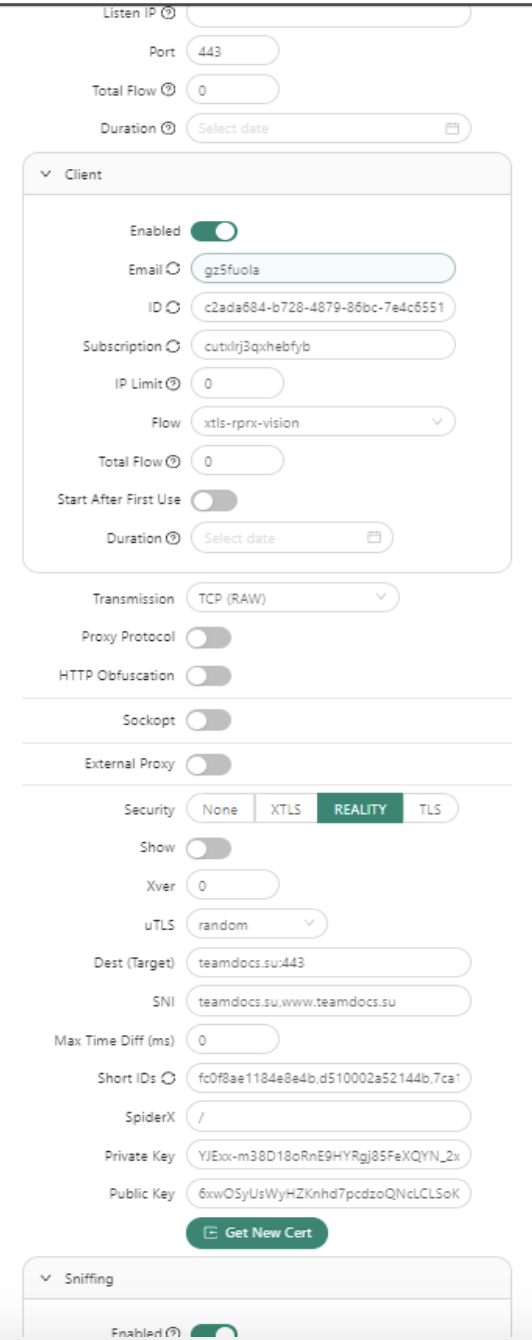 Listen IP
Port 443
Total Flow 0
Duration Select date
Client
Enabled
Email gz5fuola
ID c2ada684-b728-4879-86bc-7e4c6551
Subscription cutxlrj3qxhebfyb
IP Limit 0
Flow xtls-rprx-vision
Total Flow 0
Start After First Use
Duration Select date
Transmission TCP (RAW)
Proxy Protocol
HTTP Obfuscation
Sockopt
External Proxy
Security None XTLS REALITY TLS
Show
Xver 0
uTLS random
Dest (Target) teamdocs.su:443
SNI teamdocs.su,www.teamdocs.su
Max Time Diff (ms) 0
Short IDs fc0f8ae1184e8e4b,d510002a52144b,7ca1
SpiderX /
Private Key YJExx-m38D18oRnE9HYRgj85FeXQYN_2x
Public Key 6xwOSyUsWyHZKnhd7pcdzoQNcLCLSoK
Get New Cert
Sniffing
Enabled